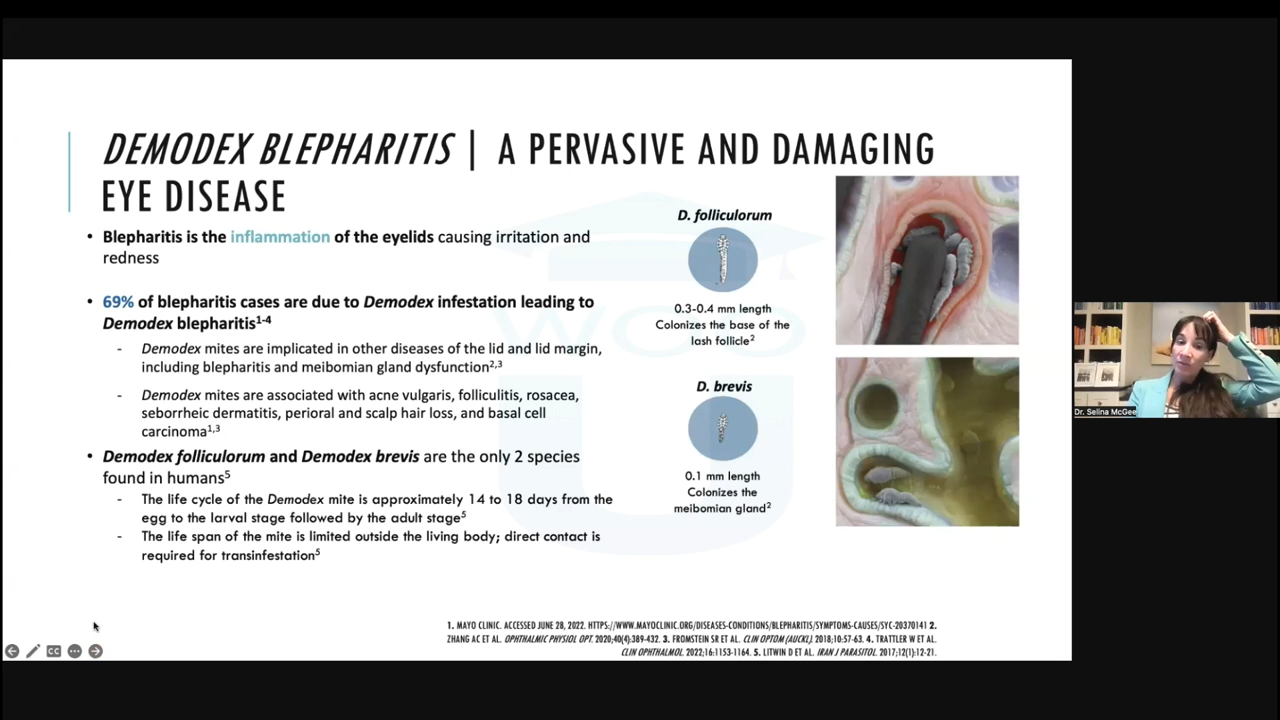 DEMODEX BLEPHARITIS | A PERVASIVE AND DAMAGING
EYE DISEASE
• Blepharitis is the inflammation of the eyelids causing irritation and
redness
• 69% of blepharitis cases are due to Demodex infestation leading to
Demodex blepharitis1-4
- Demodex mites are implicated in other diseases of the lid and lid margin,
including blepharitis and meibomian gland dysfunction2,3
- Demodex mites are associated with acne vulgaris, folliculitis, rosacea,
seborrheic dermatitis, perioral and scalp hair loss, and basal cell
carcinoma1,3
• Demodex folliculorum and Demodex brevis are the only 2 species
found in humans5
- The life cycle of the Demodex mite is approximately 14 to 18 days from the
egg to the larval stage followed by the adult stage5
- The life span of the mite is limited outside the living body; direct contact is
required for transinfestation5
D. folliculorum
0.3-0.4 mm length
Colonizes the base of the
lash follicle2
D. brevis
0.1 mm length
Colonizes the
meibomian gland2
WCO
U
Dr. Selina McGee
1. MAYO CLINIC. ACCESSED JUNE 28, 2022. HTTPS://WWW.MAYOCLINIC.ORG/DISEASES-CONDITIONS/BLEPHARITIS/SYMPTOMS-CAUSES/SYC-20370141 2.
ZHANG AC ET AL. OPHTHALMIC PHYSIOL OPT. 2020;40(4):389-432. 3. FROMSTEIN SR ET AL. CLIN OPTOM (AUCKL). 2018;10:57-63. 4. TRATTLER W ET AL.
CLIN OPHTHALMOL. 2022;16:1153-1164. 5. LITWIN D ET AL. IRAN J PARASITOL. 2017;12(1):12-21.
CC